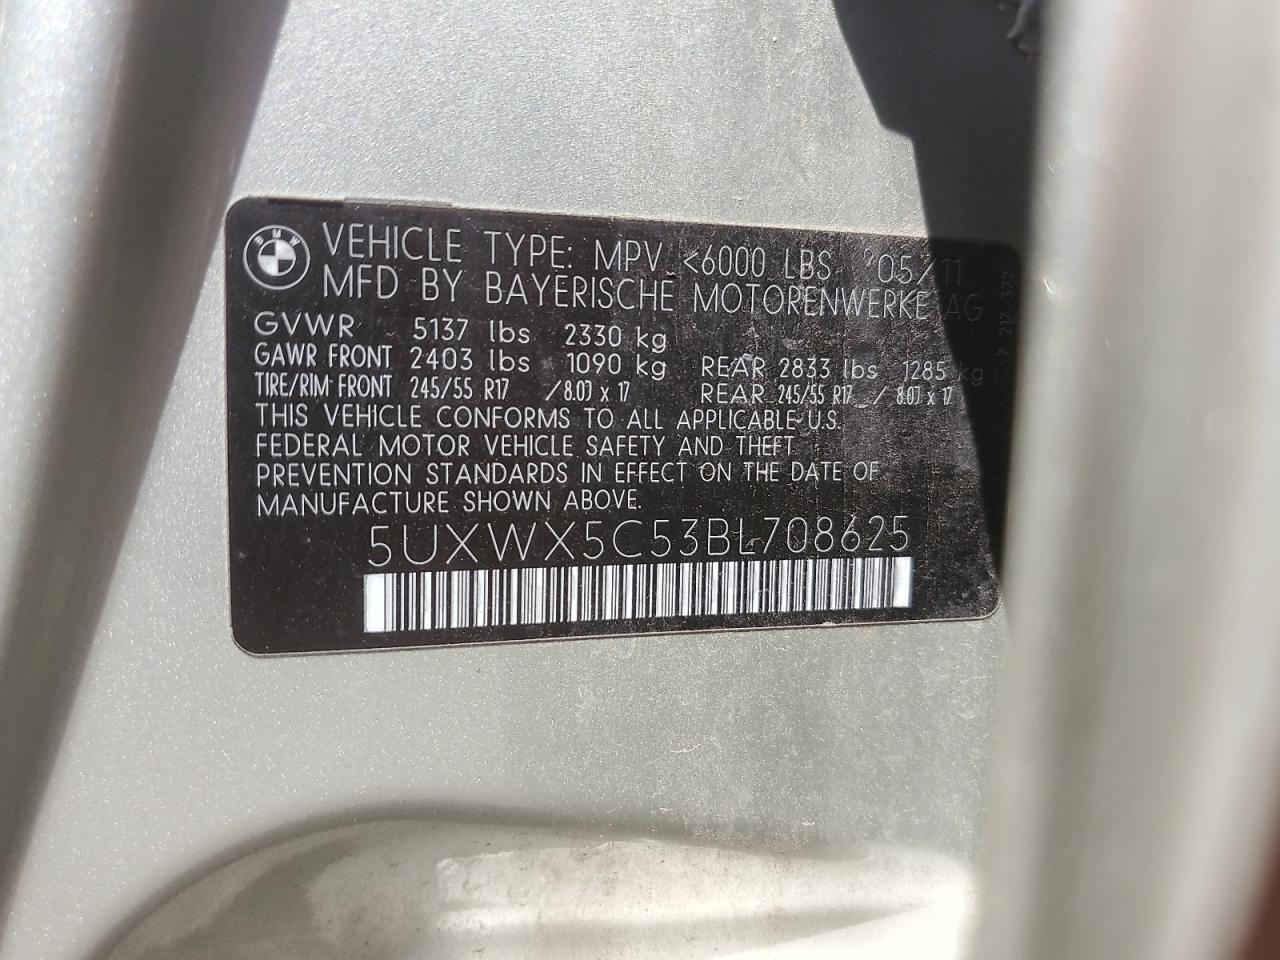 BMW
VEHICLE TYPE: MPV <6000 LBS 05/11
MFD BY BAYERISCHE MOTORENWERKE AG
GVWR 5137 lbs 2330 kg
GAWR FRONT 2403 lbs 1090 kg REAR 2833 lbs 1285 kg
TIRE/RIM FRONT 245/55 R17 /8.0J x 17 REAR 245/55 R17 / 8.0J x 17
THIS VEHICLE CONFORMS TO ALL APPLICABLE U.S.
FEDERAL MOTOR VEHICLE SAFETY AND THEFT
PREVENTION STANDARDS IN EFFECT ON THE DATE OF
MANUFACTURE SHOWN ABOVE.
5UXWX5C53BL708625
217 372